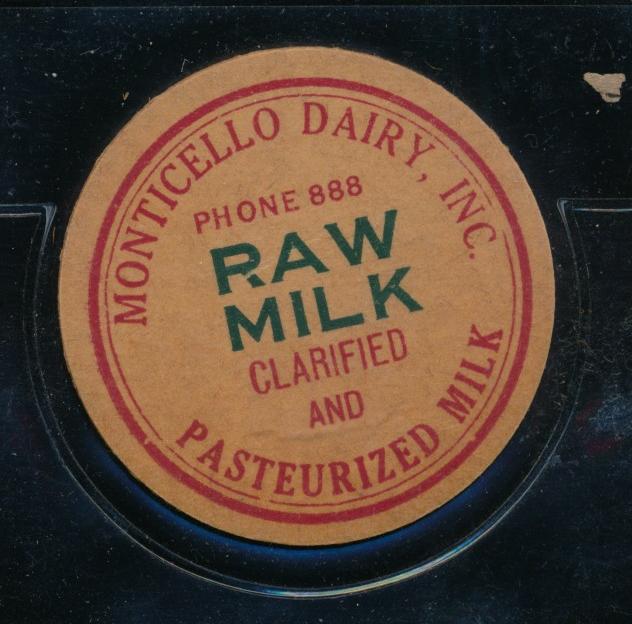 MONTICELLO DAIRY, INC.
PHONE 888
RAW
MILK
CLARIFIED
AND
PASTEURIZED MILK